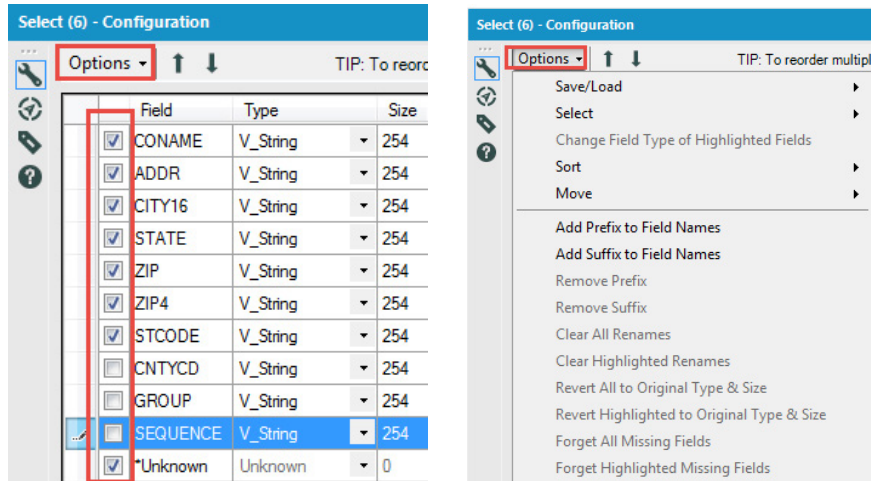 Select (6) - Configuration
Options TIP: To reorc
Field Type Size
CONAME V_String 254
ADDR V_String 254
CITY16 V_String 254
STATE V_String 254
ZIP V_String 254
ZIP4 V_String 254
STCODE V_String 254
CNTYCD V_String 254
GROUP V_String 254
SEQUENCE V_String 254
*Unknown Unknown 0
Select (6) - Configuration
Options TIP: To reorder multipl
Save/Load
Select
Change Field Type of Highlighted Fields
Sort
Move
Add Prefix to Field Names
Add Suffix to Field Names
Remove Prefix
Remove Suffix
Clear All Renames
Clear Highlighted Renames
Revert All to Original Type & Size
Revert Highlighted to Original Type & Size
Forget All Missing Fields
Forget Highlighted Missing Fields